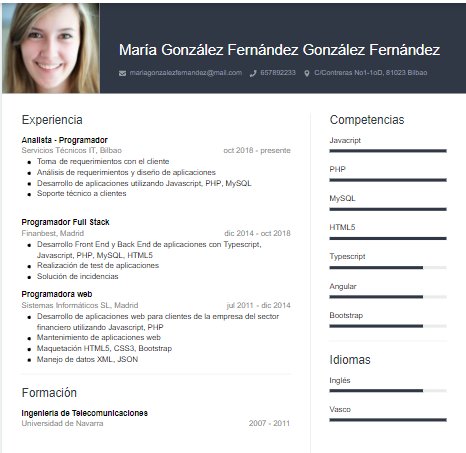 María González Fernández González Fernández
mariagonzalezfernandez@mail.com 657892233 C/Contreras No1-1oD, 81023 Bilbao
Experiencia
Analista - Programador
Servicios Técnicos IT, Bilbao oct 2018 - presente
Toma de requerimientos con el cliente
Análisis de requerimientos y diseño de aplicaciones
Desarrollo de aplicaciones utilizando Javascript, PHP, MySQL
Soporte técnico a clientes
Programador Full Stack
Finanbest, Madrid dic 2014 - oct 2018
Desarrollo Front End y Back End de aplicaciones con Typescript,
Javascript, PHP, MySQL, HTML5
Realización de test de aplicaciones
Solución de incidencias
Programadora web
Sistemas Informáticos SL, Madrid jul 2011 - dic 2014
Desarrollo de aplicaciones web para clientes de la empresa del sector
financiero utilizando Javascript, PHP
Mantenimiento de aplicaciones web
Maquetación HTML5, CSS3, Bootstrap
Manejo de datos XML, JSON
Formación
Ingeniería de Telecomunicaciones
Universidad de Navarra 2007 - 2011
Competencias
Javacript
PHP
MySQL
HTML5
Typescript
Angular
Bootstrap
Idiomas
Inglés
Vasco